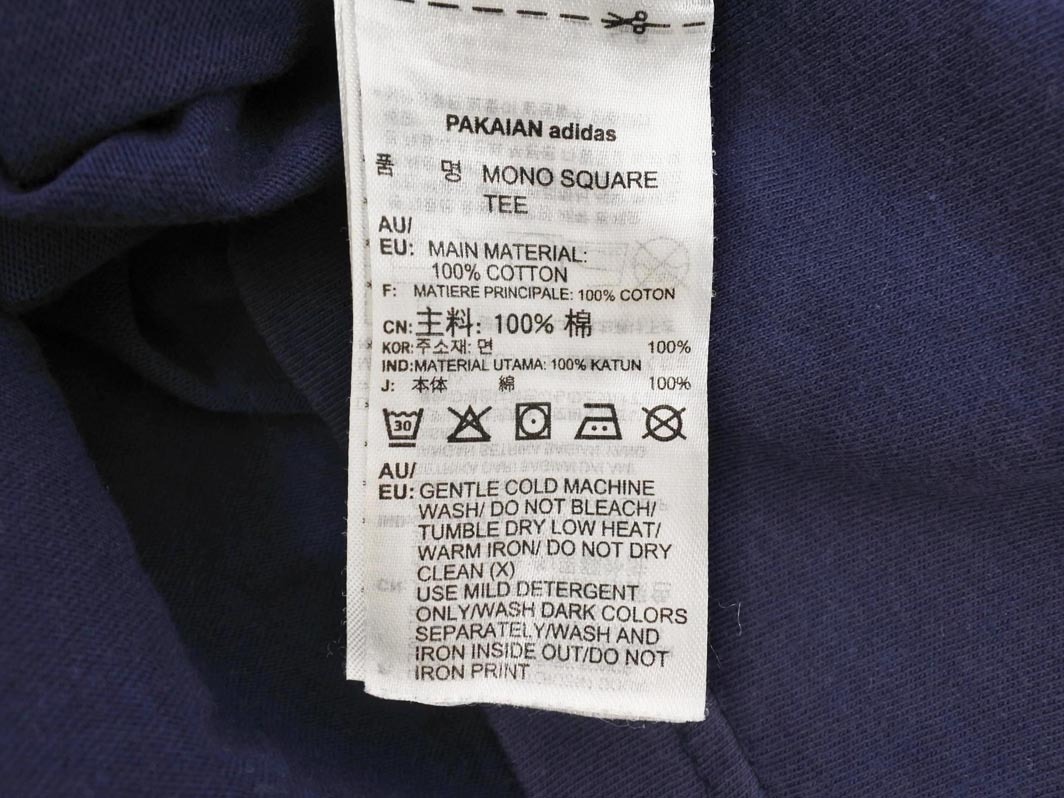 PAKAIAN adidas
품 명 MONO SQUARE
TEE
AU/
EU: MAIN MATERIAL:
100% COTTON
F: MATIERE PRINCIPALE: 100% COTON
CN: 主料: 100% 棉
KOR: 주소재: 면 100%
IND: MATERIAL UTAMA: 100% KATUN
J: 本体 綿 100%
30
AU/
EU: GENTLE COLD MACHINE
WASH/ DO NOT BLEACH/
TUMBLE DRY LOW HEAT/
WARM IRON/ DO NOT DRY
CLEAN (X)
USE MILD DETERGENT
ONLY/WASH DARK COLORS
SEPARATELY/WASH AND
IRON INSIDE OUT/DO NOT
IRON PRINT